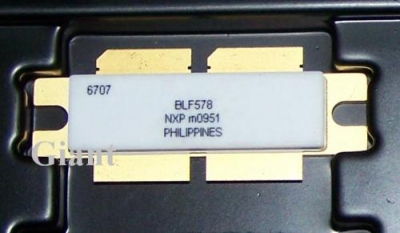 6707
BLF578
NXP m0951
PHILIPPINES
Giant